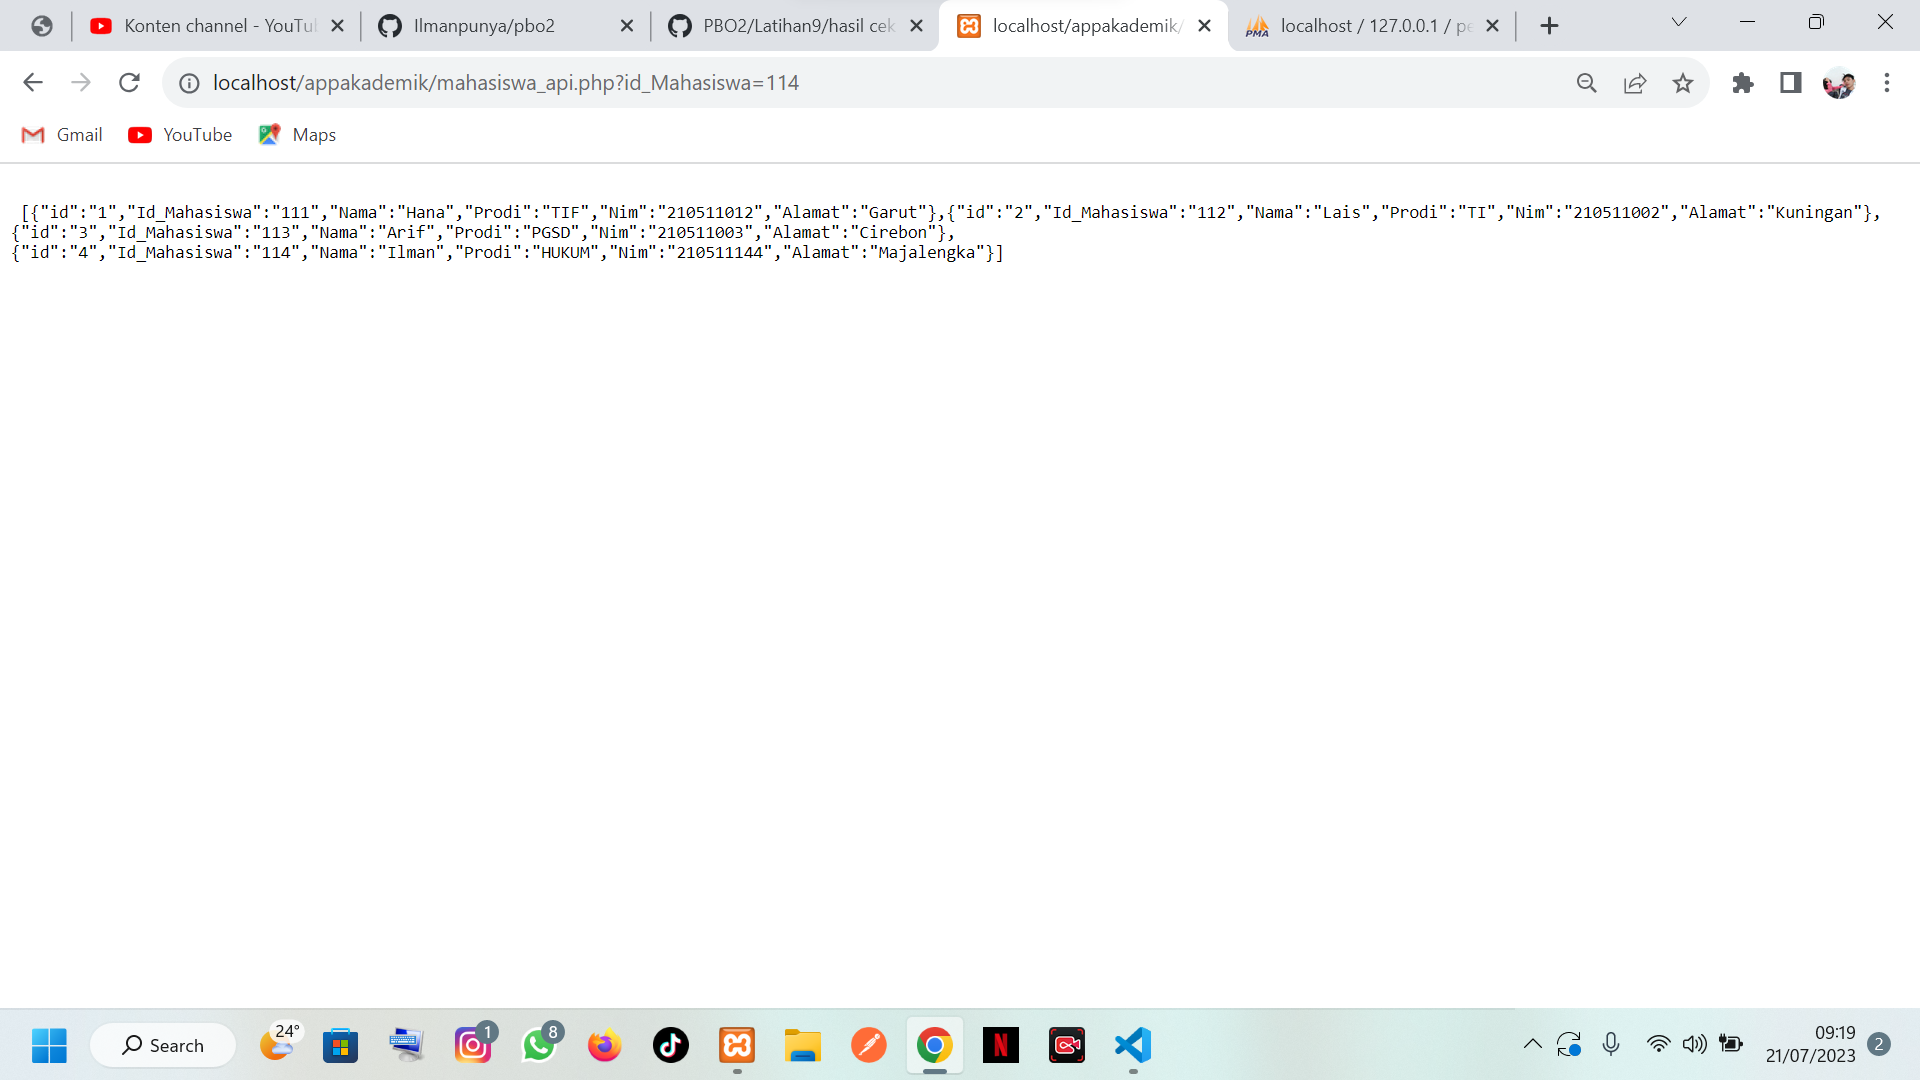 Konten channel - YouTu
Ilmanpunya/pbo2
PBO2/Latihan9/hasil cek
localhost/appakademik/
PMA
localhost / 127.0.0.1 / pe
localhost/appakademik/mahasiswa_api.php?id_Mahasiswa=114
Gmail
YouTube
Maps
[{"id":"1","Id_Mahasiswa":"111","Nama":"Hana","Prodi":"TIF","Nim":"210511012","Alamat":"Garut"},{"id":"2","Id_Mahasiswa":"112","Nama":"Lais","Prodi":"TI","Nim":"210511002","Alamat":"Kuningan"},
{"id":"3","Id_Mahasiswa":"113","Nama":"Arif","Prodi":"PGSD","Nim":"210511003","Alamat":"Cirebon"},
{"id":"4","Id_Mahasiswa":"114","Nama":"Ilman","Prodi":"HUKUM","Nim":"210511144","Alamat":"Majalengka"}]
Search
24°
1
8
N
09:19
21/07/2023
2